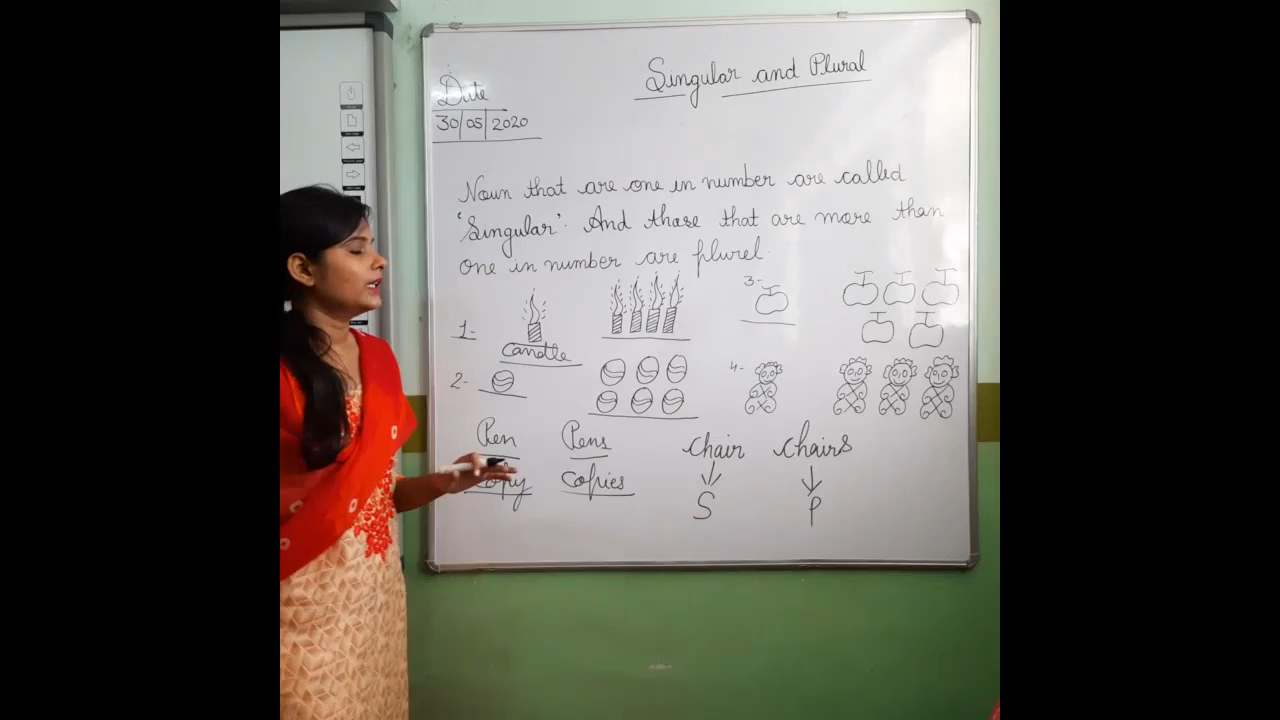 Singular and Plural
Date
30/05/2020
Noun that are one in number are called
'Singular'. And those that are more than
one in number are plurel.
1-
3-
Candle
2-
4-
Pen Pens
Copy Copies
Chair Chairs
S P